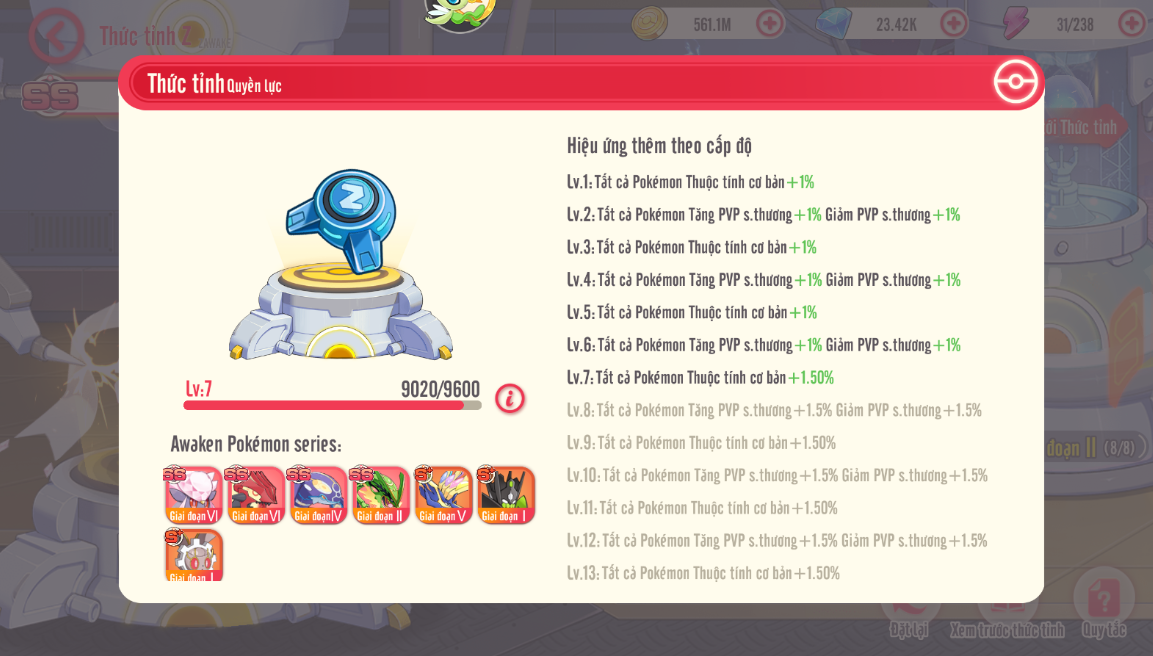 Thức tỉnh Z
561.1M
23.42K
31/238
SS
Thức tỉnh Quyền lực
ới Thức tỉnh
Hiệu ứng thêm theo cấp độ
Lv.1: Tất cả Pokémon Thuộc tính cơ bản+1%
Lv.2: Tất cả Pokémon Tăng PVP s.thương+1% Giảm PVP s.thương+1%
Lv.3: Tất cả Pokémon Thuộc tính cơ bản+1%
Lv.4: Tất cả Pokémon Tăng PVP s.thương+1% Giảm PVP s.thương+1%
Lv.5: Tất cả Pokémon Thuộc tính cơ bản+1%
Lv.6: Tất cả Pokémon Tăng PVP s.thương+1% Giảm PVP s.thương+1%
Lv.7: Tất cả Pokémon Thuộc tính cơ bản+1.50%
Lv.8: Tất cả Pokémon Tăng PVP s.thương+1.5% Giảm PVP s.thương+1.5%
Lv.9: Tất cả Pokémon Thuộc tính cơ bản+1.50%
Lv.10: Tất cả Pokémon Tăng PVP s.thương+1.5% Giảm PVP s.thương+1.5%
Lv.11: Tất cả Pokémon Thuộc tính cơ bản+1.50%
Lv.12: Tất cả Pokémon Tăng PVP s.thương+1.5% Giảm PVP s.thương+1.5%
Lv.13: Tất cả Pokémon Thuộc tính cơ bản+1.50%
Lv:7 9020/9600
Awaken Pokémon series:
SS SS SS SS S+ S+
Giai đoạn VI Giai đoạn VI Giai đoạn IV Giai đoạn II Giai đoạn V Giai đoạn I
S+
Giai đoạn I
đoạn II (8/8)
Đặt lại Xem trước thức tỉnh Quy tắc